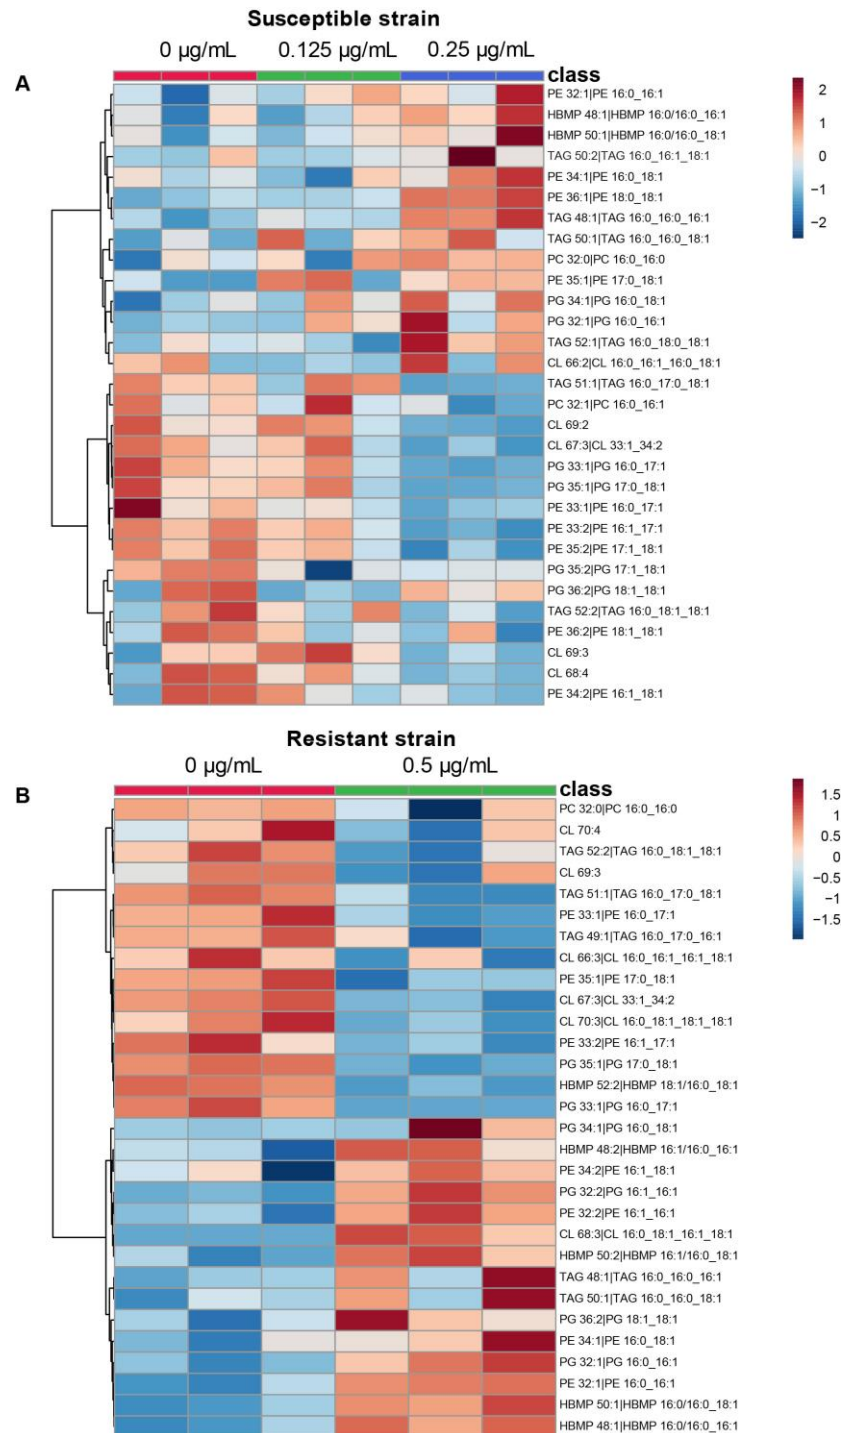 Susceptible strain
0 µg/mL 0.125 µg/mL 0.25 µg/mL
A
class
PE 32:1|PE 16:0_16:1
HBMP 48:1|HBMP 16:0/16:0_16:1
HBMP 50:1|HBMP 16:0/16:0_18:1
TAG 50:2|TAG 16:0_16:1_18:1
PE 34:1|PE 16:0_18:1
PE 36:1|PE 18:0_18:1
TAG 48:1|TAG 16:0_16:0_16:1
TAG 50:1|TAG 16:0_16:0_18:1
PC 32:0|PC 16:0_16:0
PE 35:1|PE 17:0_18:1
PG 34:1|PG 16:0_18:1
PG 32:1|PG 16:0_16:1
TAG 52:1|TAG 16:0_18:0_18:1
CL 66:2|CL 16:0_16:1_16:0_18:1
TAG 51:1|TAG 16:0_17:0_18:1
PC 32:1|PC 16:0_16:1
CL 69:2
CL 67:3|CL 33:1_34:2
PG 33:1|PG 16:0_17:1
PG 35:1|PG 17:0_18:1
PE 33:1|PE 16:0_17:1
PE 33:2|PE 16:1_17:1
PE 35:2|PE 17:1_18:1
PG 35:2|PG 17:1_18:1
PG 36:2|PG 18:1_18:1
TAG 52:2|TAG 16:0_18:1_18:1
PE 36:2|PE 18:1_18:1
CL 69:3
CL 68:4
PE 34:2|PE 16:1_18:1
2
1
0
−1
−2
Resistant strain
0 µg/mL 0.5 µg/mL
B
class
PC 32:0|PC 16:0_16:0
CL 70:4
TAG 52:2|TAG 16:0_18:1_18:1
CL 69:3
TAG 51:1|TAG 16:0_17:0_18:1
PE 33:1|PE 16:0_17:1
TAG 49:1|TAG 16:0_17:0_16:1
CL 66:3|CL 16:0_16:1_16:1_18:1
PE 35:1|PE 17:0_18:1
CL 67:3|CL 33:1_34:2
CL 70:3|CL 16:0_18:1_18:1_18:1
PE 33:2|PE 16:1_17:1
PG 35:1|PG 17:0_18:1
HBMP 52:2|HBMP 18:1/16:0_18:1
PG 33:1|PG 16:0_17:1
PG 34:1|PG 16:0_18:1
HBMP 48:2|HBMP 16:1/16:0_16:1
PE 34:2|PE 16:1_18:1
PG 32:2|PG 16:1_16:1
PE 32:2|PE 16:1_16:1
CL 68:3|CL 16:0_18:1_16:1_18:1
HBMP 50:2|HBMP 16:1/16:0_18:1
TAG 48:1|TAG 16:0_16:0_16:1
TAG 50:1|TAG 16:0_16:0_18:1
PG 36:2|PG 18:1_18:1
PE 34:1|PE 16:0_18:1
PG 32:1|PG 16:0_16:1
PE 32:1|PE 16:0_16:1
HBMP 50:1|HBMP 16:0/16:0_18:1
HBMP 48:1|HBMP 16:0/16:0_16:1
1.5
1
0.5
0
−0.5
−1
−1.5